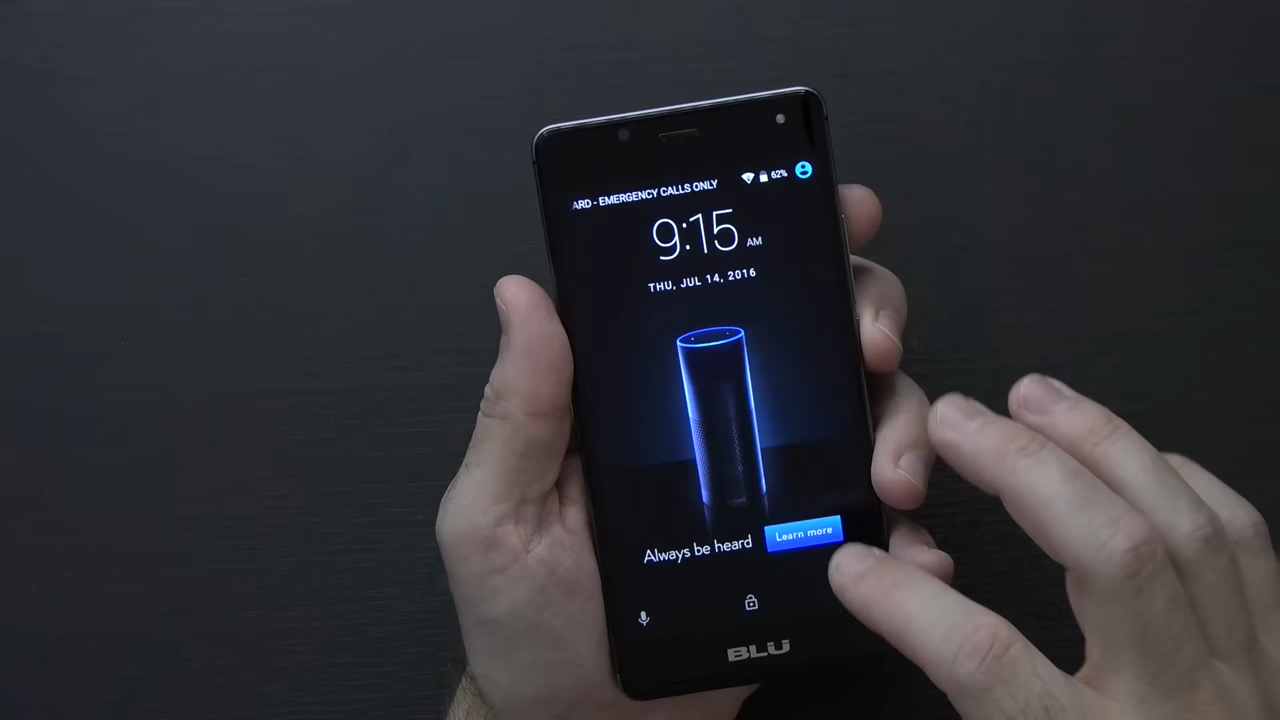 ARD - EMERGENCY CALLS ONLY 62%
9:15 AM
THU, JUL 14, 2016
Always be heard Learn more
BLU